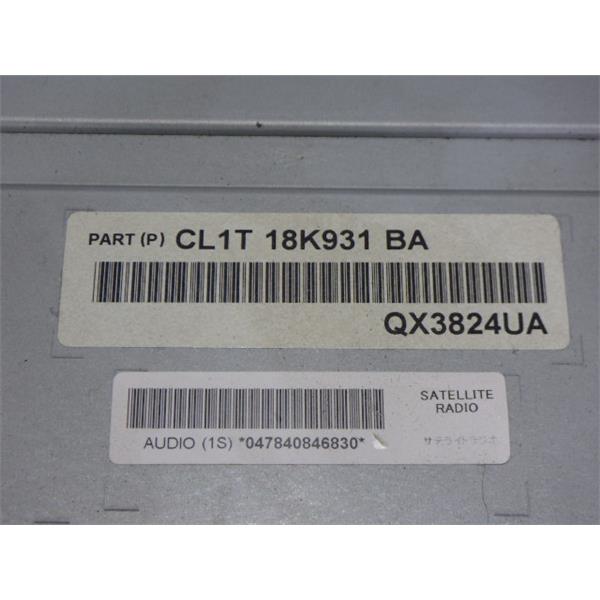 PART (P) CL1T 18K931 BA
QX3824UA
SATELLITE
RADIO
AUDIO (1S) *047840846830*
サテライトラジオ